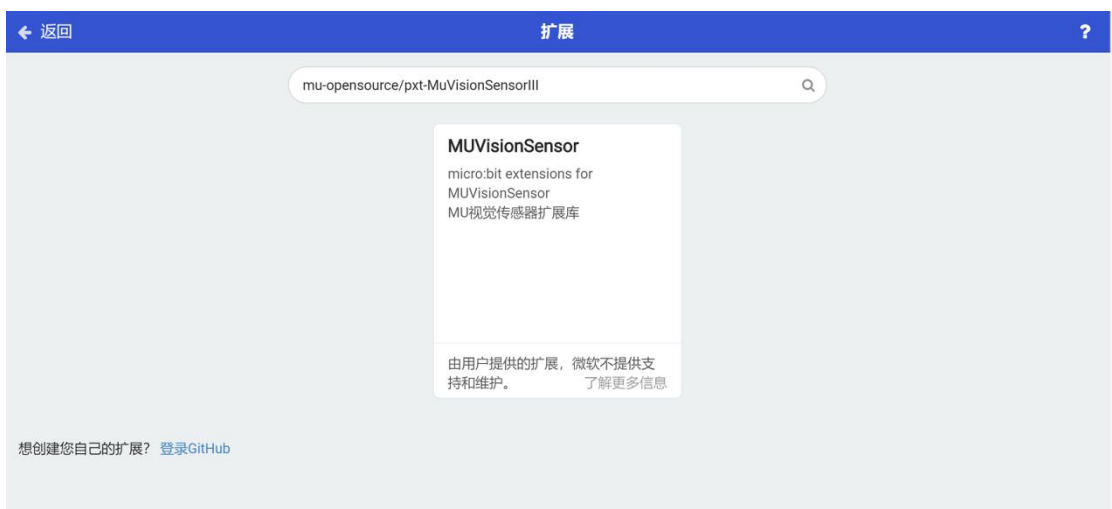 返回
扩展
?
mu-opensource/pxt-MuVisionSensorIII
MUVisionSensor
micro:bit extensions for
MUVisionSensor
MU视觉传感器扩展库
由用户提供的扩展，微软不提供支
持和维护。 了解更多信息
想创建您自己的扩展？ 登录GitHub